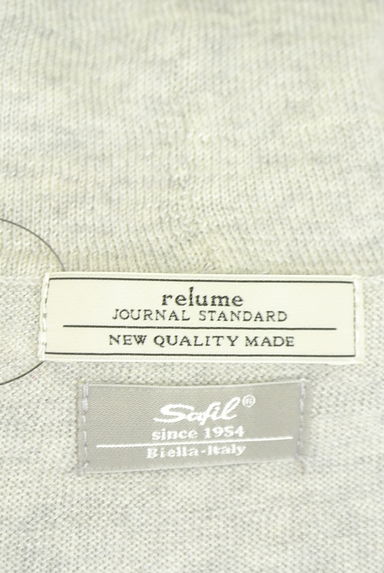 relume
JOURNAL STANDARD
NEW QUALITY MADE
Safil®
since 1954
Biella-Italy